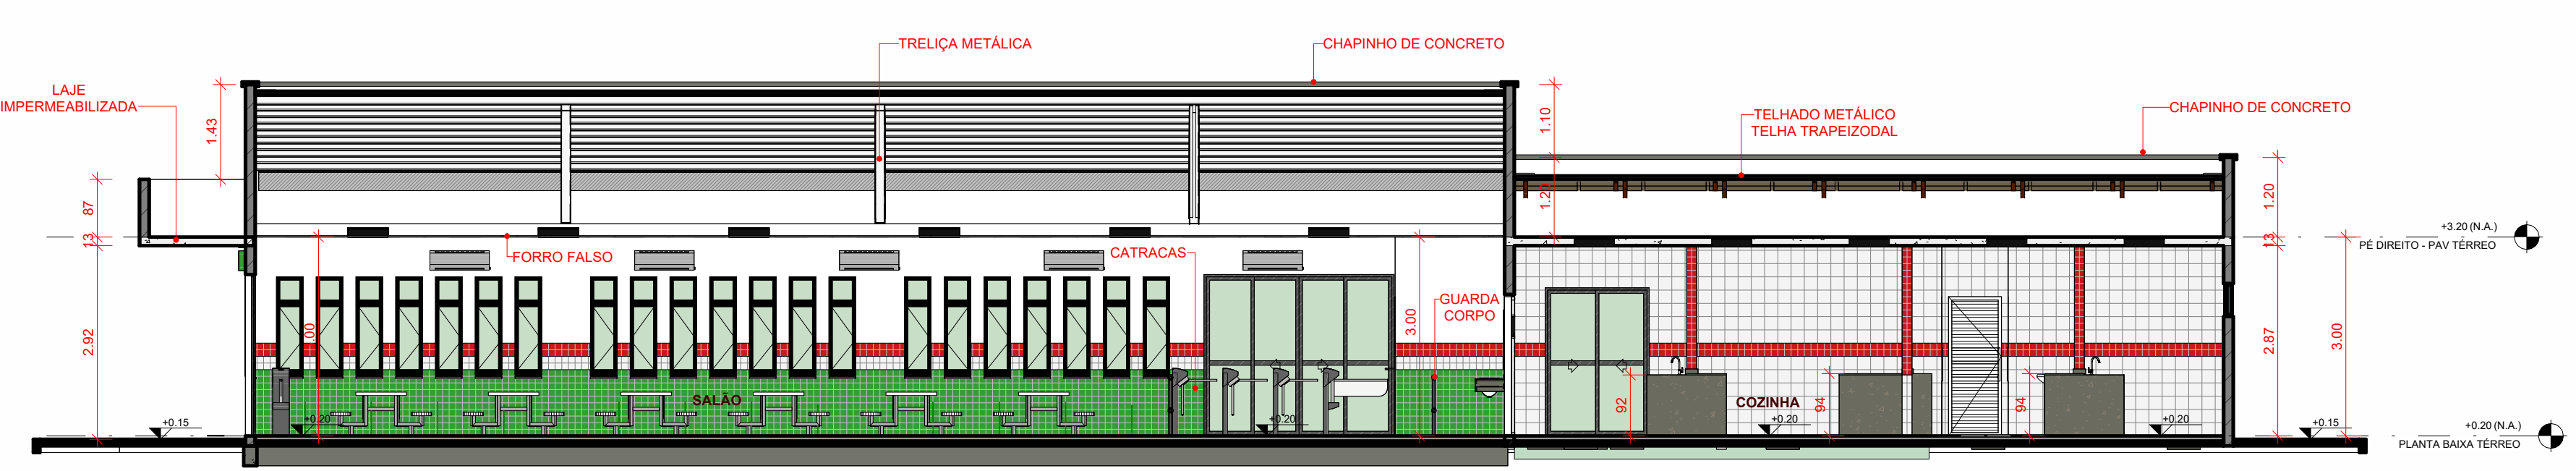 TRELIÇA METÁLICA
CHAPINHO DE CONCRETO
LAJE
IMPERMEABILIZADA
TELHADO METÁLICO
TELHA TRAPEIZODAL
CHAPINHO DE CONCRETO
1.43
1.10
87
1.20
1.20
13
13
+3.20 (N.A.)
PÉ DIREITO - PAV TÉRREO
FORRO FALSO
CATRACAS
GUARDA
CORPO
2.92
.00
3.00
2.87
3.00
SALÃO
COZINHA
92
94
94
+0.15
+0.20
+0.20
+0.20
+0.20
+0.15
+0.20 (N.A.)
PLANTA BAIXA TÉRREO